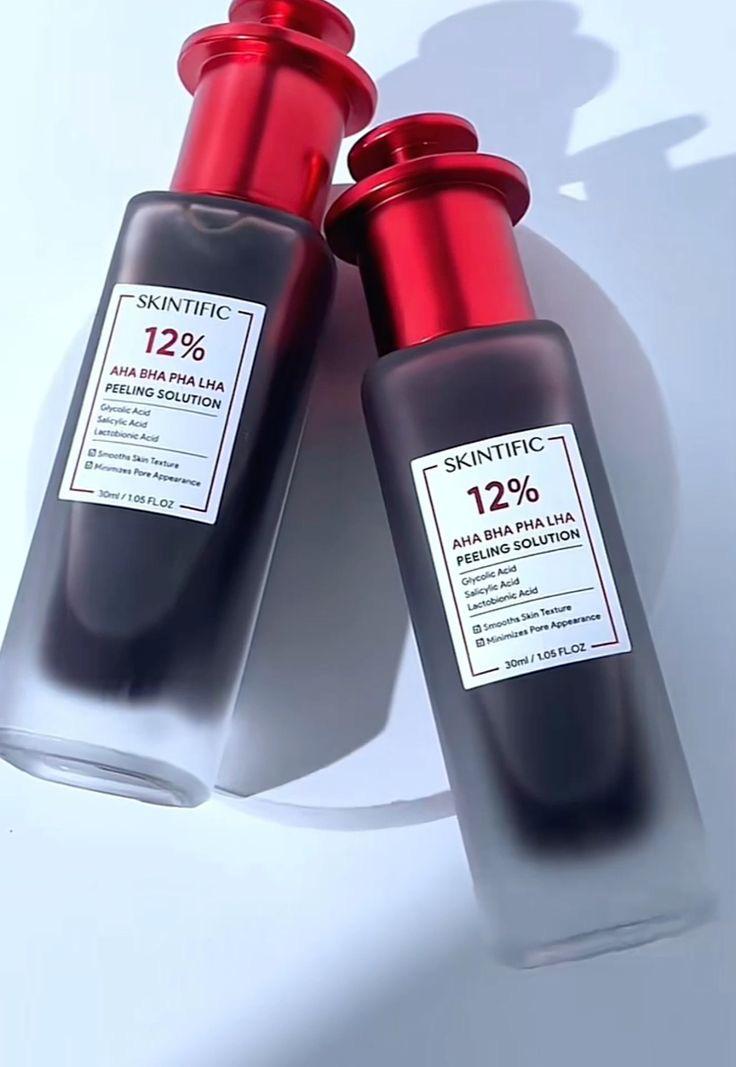 SKINTIFIC
12%
AHA BHA PHA LHA
PEELING SOLUTION
Glycolic Acid
Salicylic Acid
Lactobionic Acid
Smooths Skin Texture
Minimizes Pore Appearance
30ml / 1.05 FL.OZ
SKINTIFIC
12%
AHA BHA PHA LHA
PEELING SOLUTION
Glycolic Acid
Salicylic Acid
Lactobionic Acid
Smooths Skin Texture
Minimizes Pore Appearance
30ml / 1.05 FL.OZ